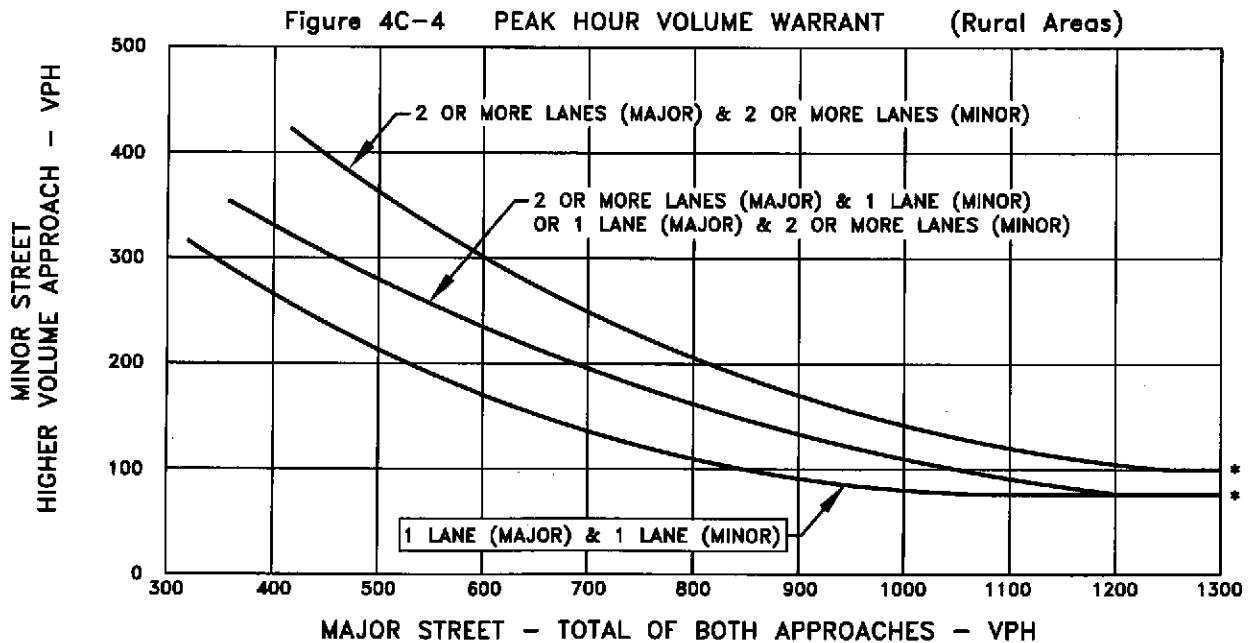 Figure 4C-4 PEAK HOUR VOLUME WARRANT (Rural Areas)
MINOR STREET
HIGHER VOLUME APPROACH - VPH
500
400
300
200
100
0
2 OR MORE LANES (MAJOR) & 2 OR MORE LANES (MINOR)
2 OR MORE LANES (MAJOR) & 1 LANE (MINOR)
OR 1 LANE (MAJOR) & 2 OR MORE LANES (MINOR)
*
*
1 LANE (MAJOR) & 1 LANE (MINOR)
300 400 500 600 700 800 900 1000 1100 1200 1300
MAJOR STREET - TOTAL OF BOTH APPROACHES - VPH